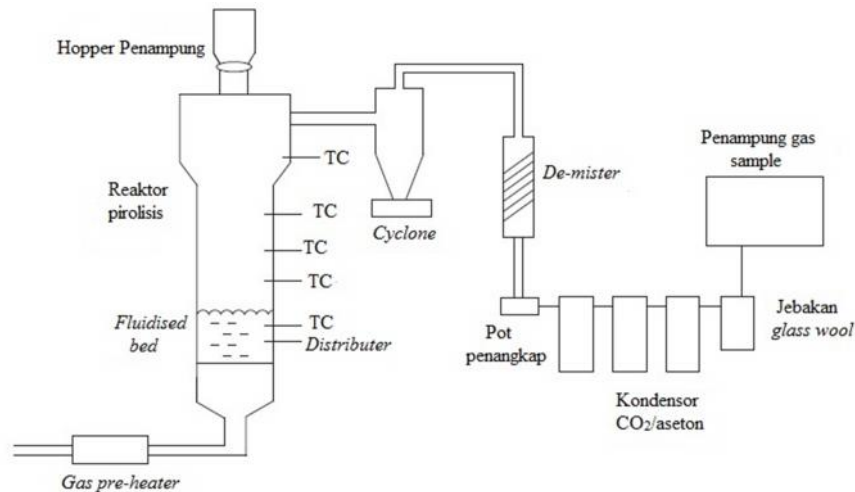 Hopper Penampung
TC
Reaktor
pirolisis
TC
TC
TC
Fluidised
bed
TC
Distributer
Gas pre-heater
Cyclone
De-mister
Pot
penangkap
Kondensor
CO₂/aseton
Penampung gas
sample
Jebakan
glass wool